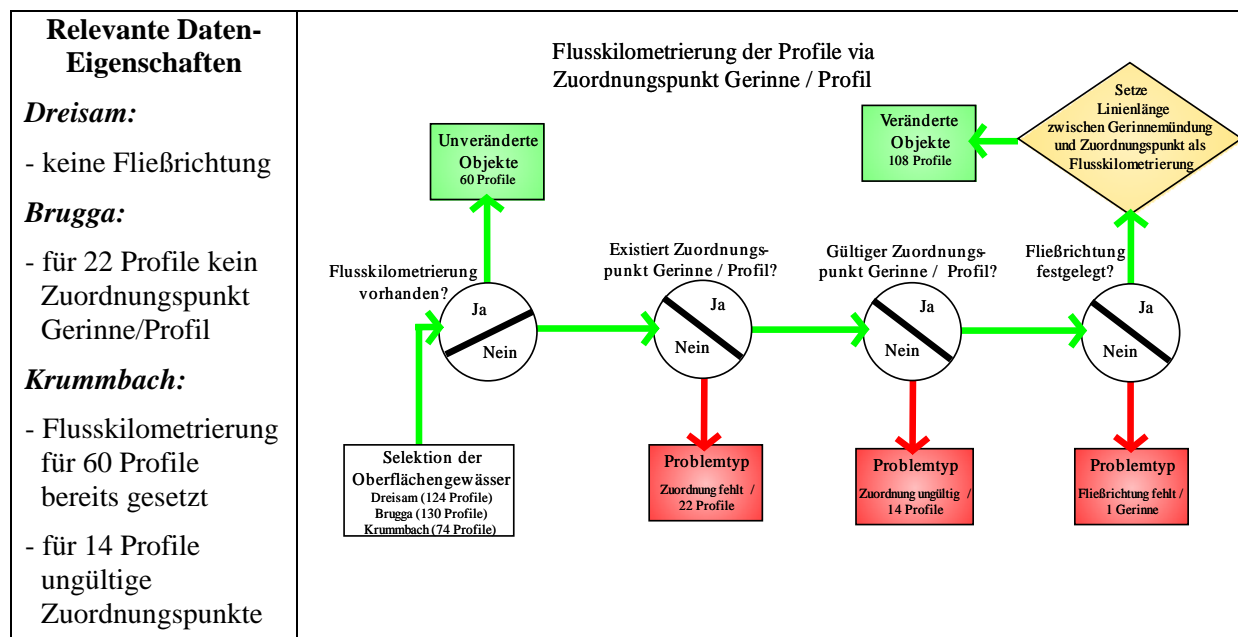 Relevante Daten-
Eigenschaften
Dreisam:
- keine Fließrichtung
Brugga:
- für 22 Profile kein
Zuordnungspunkt
Gerinne/Profil
Krummbach:
- Flusskilometrierung
für 60 Profile
bereits gesetzt
- für 14 Profile
ungültige
Zuordnungspunkte
Flusskilometrierung der Profile via
Zuordnungspunkt Gerinne / Profil
Unveränderte
Objekte
60 Profile
Veränderte
Objekte
108 Profile
Setze
Linienlänge
zwischen Gerinnemündung
und Zuordnungspunkt als
Flusskilometrierung
Flusskilometrierung
vorhanden?
Ja
Nein
Existiert Zuordnungs-
punkt Gerinne / Profil?
Ja
Nein
Gültiger Zuordnungs-
punkt Gerinne / Profil?
Ja
Nein
Fließrichtung
festgelegt?
Ja
Nein
Selektion der
Oberflächengewässer
Dreisam (124 Profile)
Brugga (130 Profile)
Krummbach (74 Profile)
Problemtyp
Zuordnung fehlt /
22 Profile
Problemtyp
Zuordnung ungültig /
14 Profile
Problemtyp
Fließrichtung fehlt /
1 Gerinne